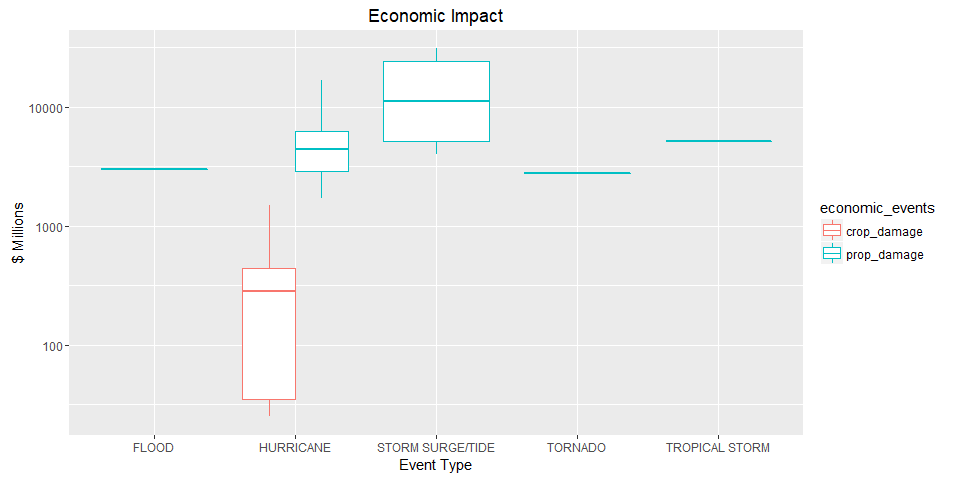 Economic Impact
10000
1000
100
$ Millions
FLOOD
HURRICANE
STORM SURGE/TIDE
TORNADO
TROPICAL STORM
Event Type
economic_events
crop_damage
prop_damage